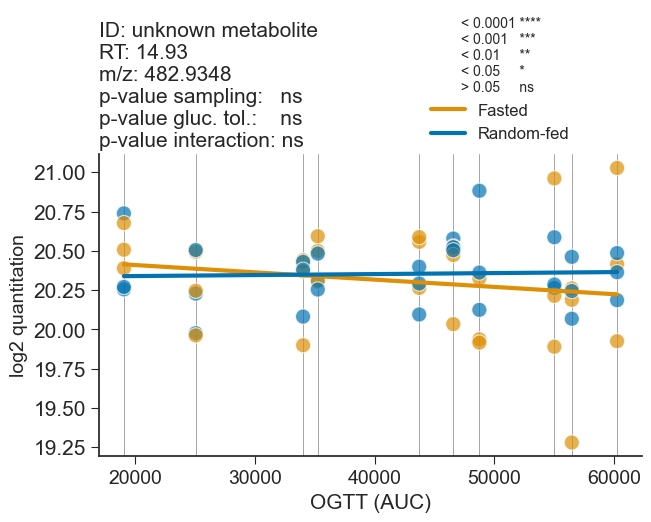 ID: unknown metabolite
RT: 14.93
m/z: 482.9348
p-value sampling: ns
p-value gluc. tol.: ns
p-value interaction: ns
< 0.0001 ****
< 0.001 ***
< 0.01 **
< 0.05 *
> 0.05 ns
Fasted
Random-fed
log2 quantitation
21.00
20.75
20.50
20.25
20.00
19.75
19.50
19.25
20000 30000 40000 50000 60000
OGTT (AUC)